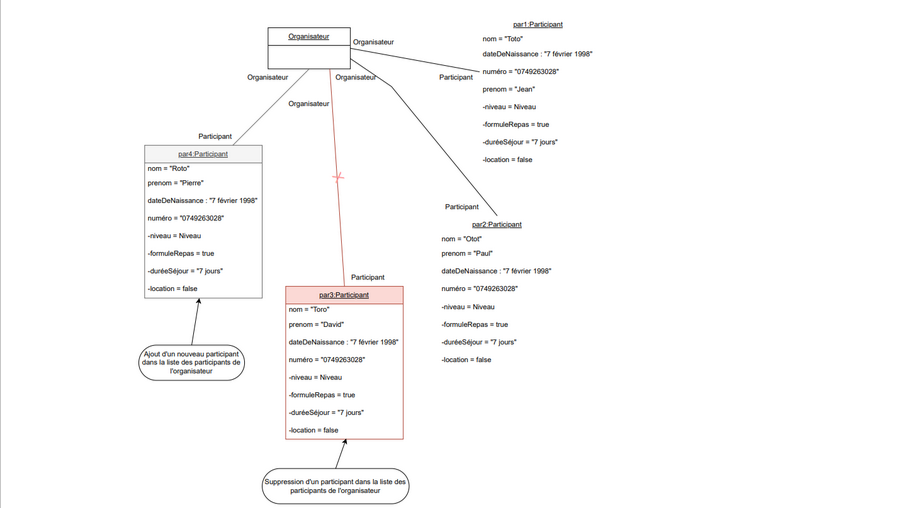 Organisateur
Organisateur
Organisateur
Organisateur
Organisateur
Participant
Participant
Participant
Participant
par1:Participant
nom = "Toto"
dateDeNaissance : "7 février 1998"
numéro = "0749263028"
prenom = "Jean"
-niveau = Niveau
-formuleRepas = true
-duréeSéjour = "7 jours"
-location = false
par4:Participant
nom = "Roto"
prenom = "Pierre"
dateDeNaissance : "7 février 1998"
numéro = "0749263028"
-niveau = Niveau
-formuleRepas = true
-duréeSéjour = "7 jours"
-location = false
par2:Participant
nom = "Otot"
prenom = "Paul"
dateDeNaissance : "7 février 1998"
numéro = "0749263028"
-niveau = Niveau
-formuleRepas = true
-duréeSéjour = "7 jours"
-location = false
par3:Participant
nom = "Toro"
prenom = "David"
dateDeNaissance : "7 février 1998"
numéro = "0749263028"
-niveau = Niveau
-formuleRepas = true
-duréeSéjour = "7 jours"
-location = false
Ajout d'un nouveau participant
dans la liste des participants de
l'organisateur
Suppression d'un participant dans la liste des
participants de l'organisateur